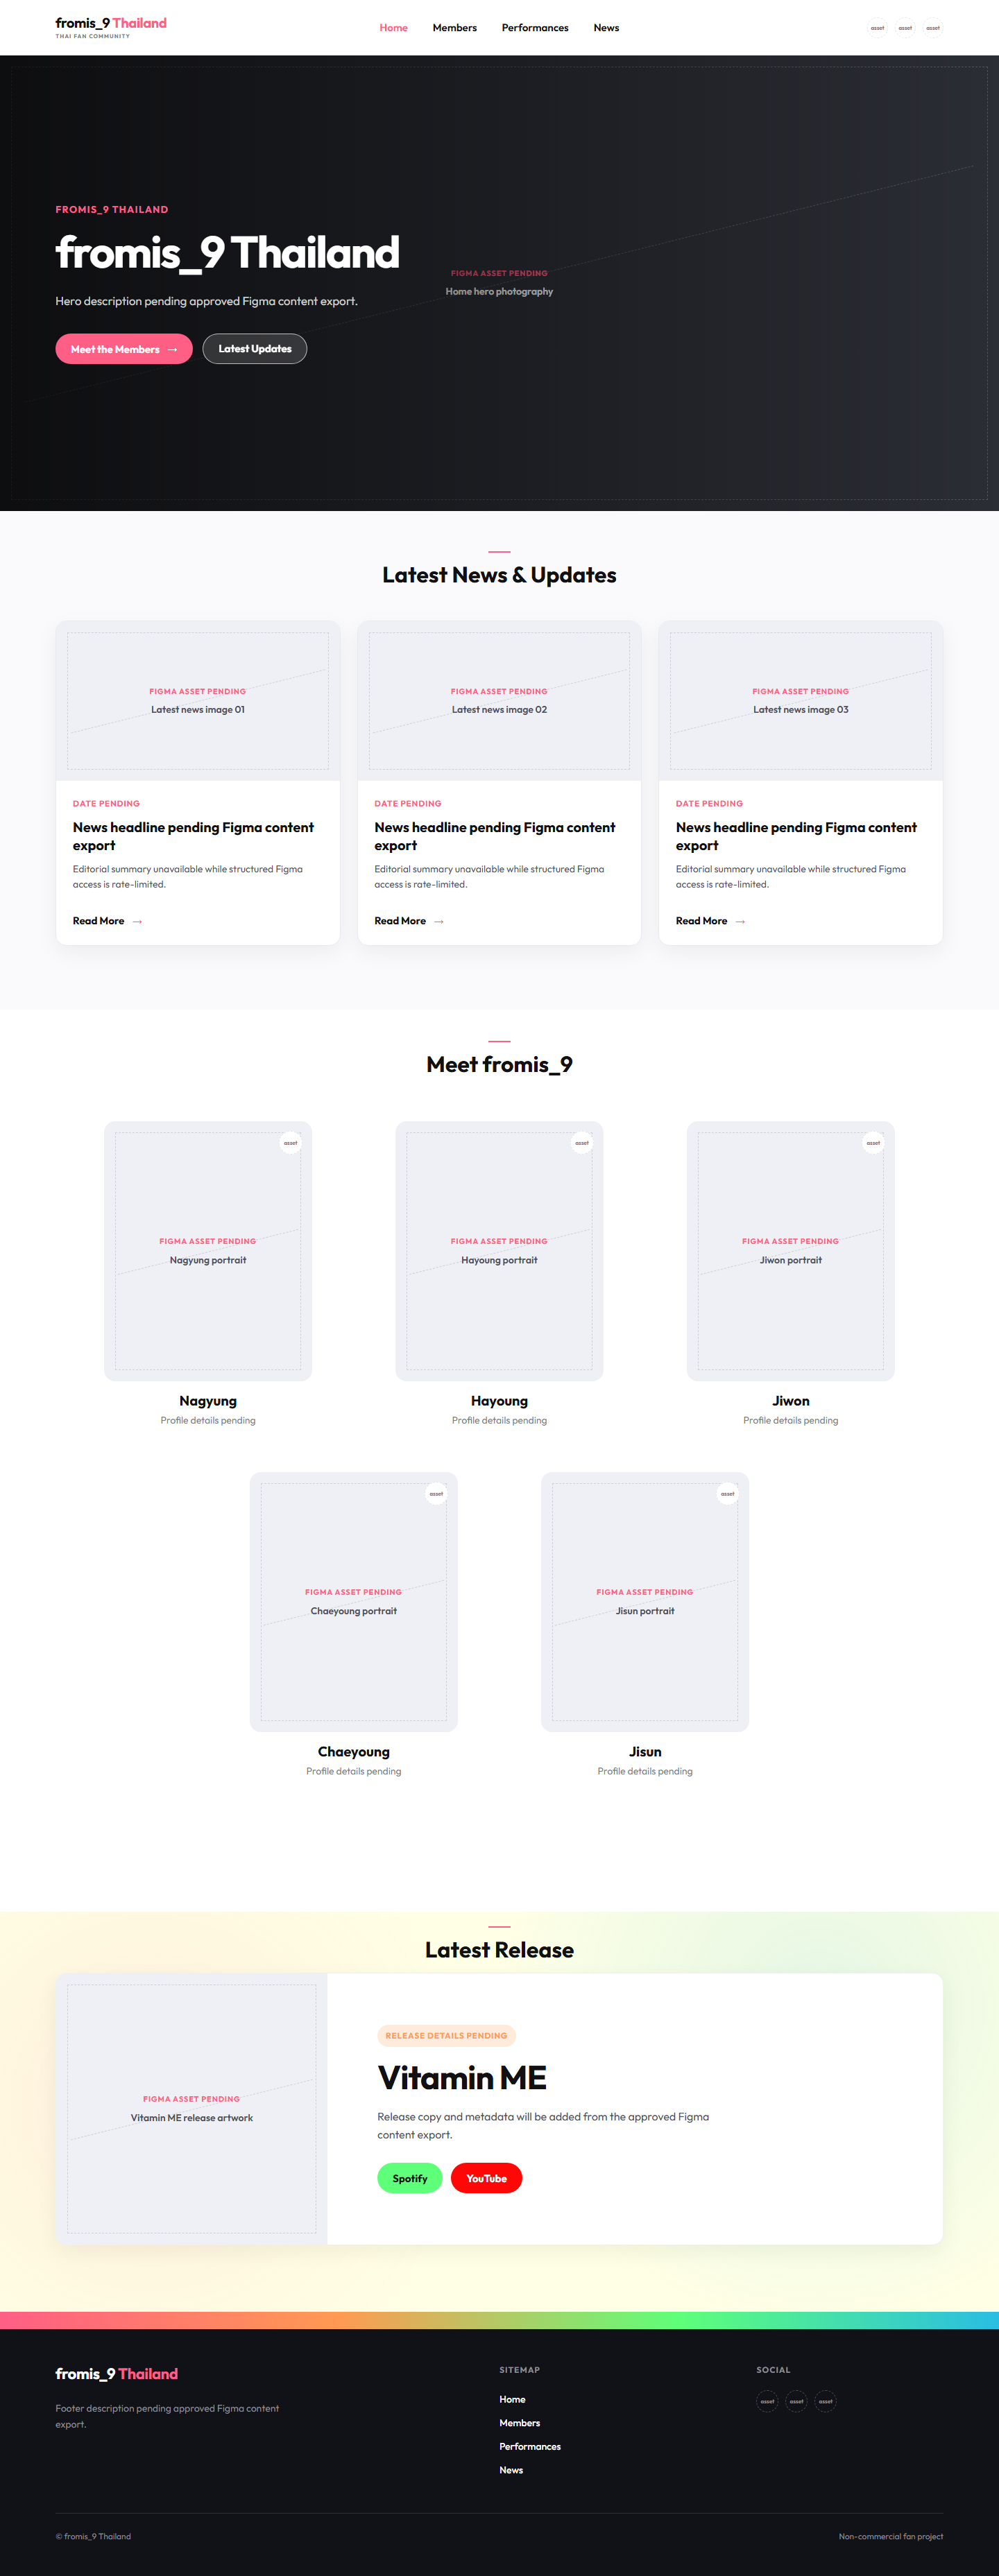 fromis_9 Thailand
THAI FAN COMMUNITY
Home
Members
Performances
News
asset
asset
asset
FROMIS_9 THAILAND
fromis_9 Thailand
Hero description pending approved Figma content export.
Meet the Members →
Latest Updates
FIGMA ASSET PENDING
Home hero photography
Latest News & Updates
FIGMA ASSET PENDING
Latest news image 01
DATE PENDING
News headline pending Figma content
export
Editorial summary unavailable while structured Figma
access is rate-limited.
Read More →
FIGMA ASSET PENDING
Latest news image 02
DATE PENDING
News headline pending Figma content
export
Editorial summary unavailable while structured Figma
access is rate-limited.
Read More →
FIGMA ASSET PENDING
Latest news image 03
DATE PENDING
News headline pending Figma content
export
Editorial summary unavailable while structured Figma
access is rate-limited.
Read More →
Meet fromis_9
asset
FIGMA ASSET PENDING
Nagyung portrait
Nagyung
Profile details pending
asset
FIGMA ASSET PENDING
Hayoung portrait
Hayoung
Profile details pending
asset
FIGMA ASSET PENDING
Jiwon portrait
Jiwon
Profile details pending
asset
FIGMA ASSET PENDING
Chaeyoung portrait
Chaeyoung
Profile details pending
asset
FIGMA ASSET PENDING
Jisun portrait
Jisun
Profile details pending
Latest Release
FIGMA ASSET PENDING
Vitamin ME release artwork
RELEASE DETAILS PENDING
Vitamin ME
Release copy and metadata will be added from the approved Figma
content export.
Spotify
YouTube
fromis_9 Thailand
Footer description pending approved Figma content
export.
SITEMAP
Home
Members
Performances
News
SOCIAL
asset
asset
asset
© fromis_9 Thailand
Non-commercial fan project